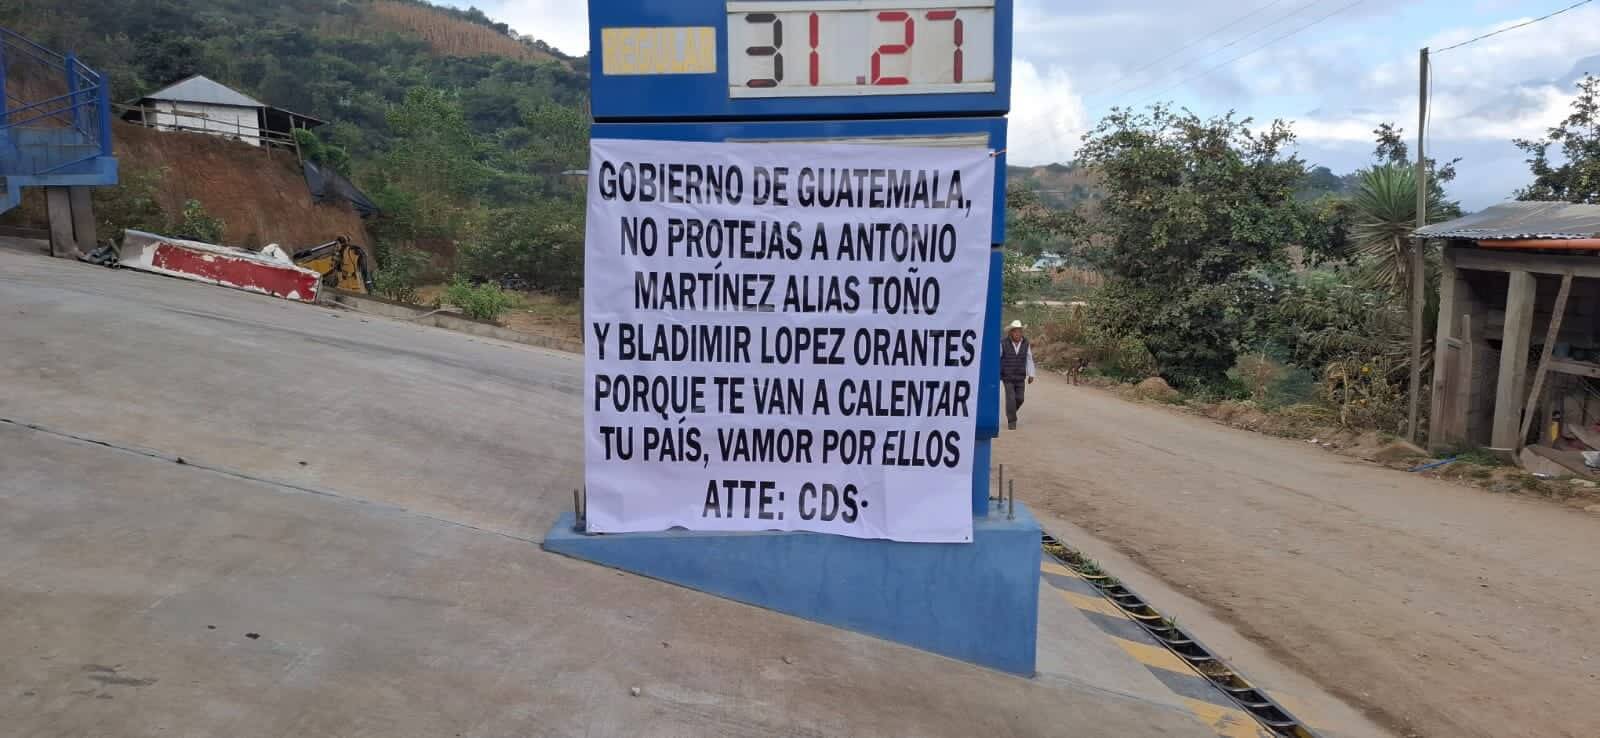 REGULAR
31.27
GOBIERNO DE GUATEMALA,
NO PROTEJAS A ANTONIO
MARTÍNEZ ALIAS TOÑO
Y BLADIMIR LOPEZ ORANTES
PORQUE TE VAN A CALENTAR
TU PAÍS, VAMOR POR ELLOS
ATTE: CDS·